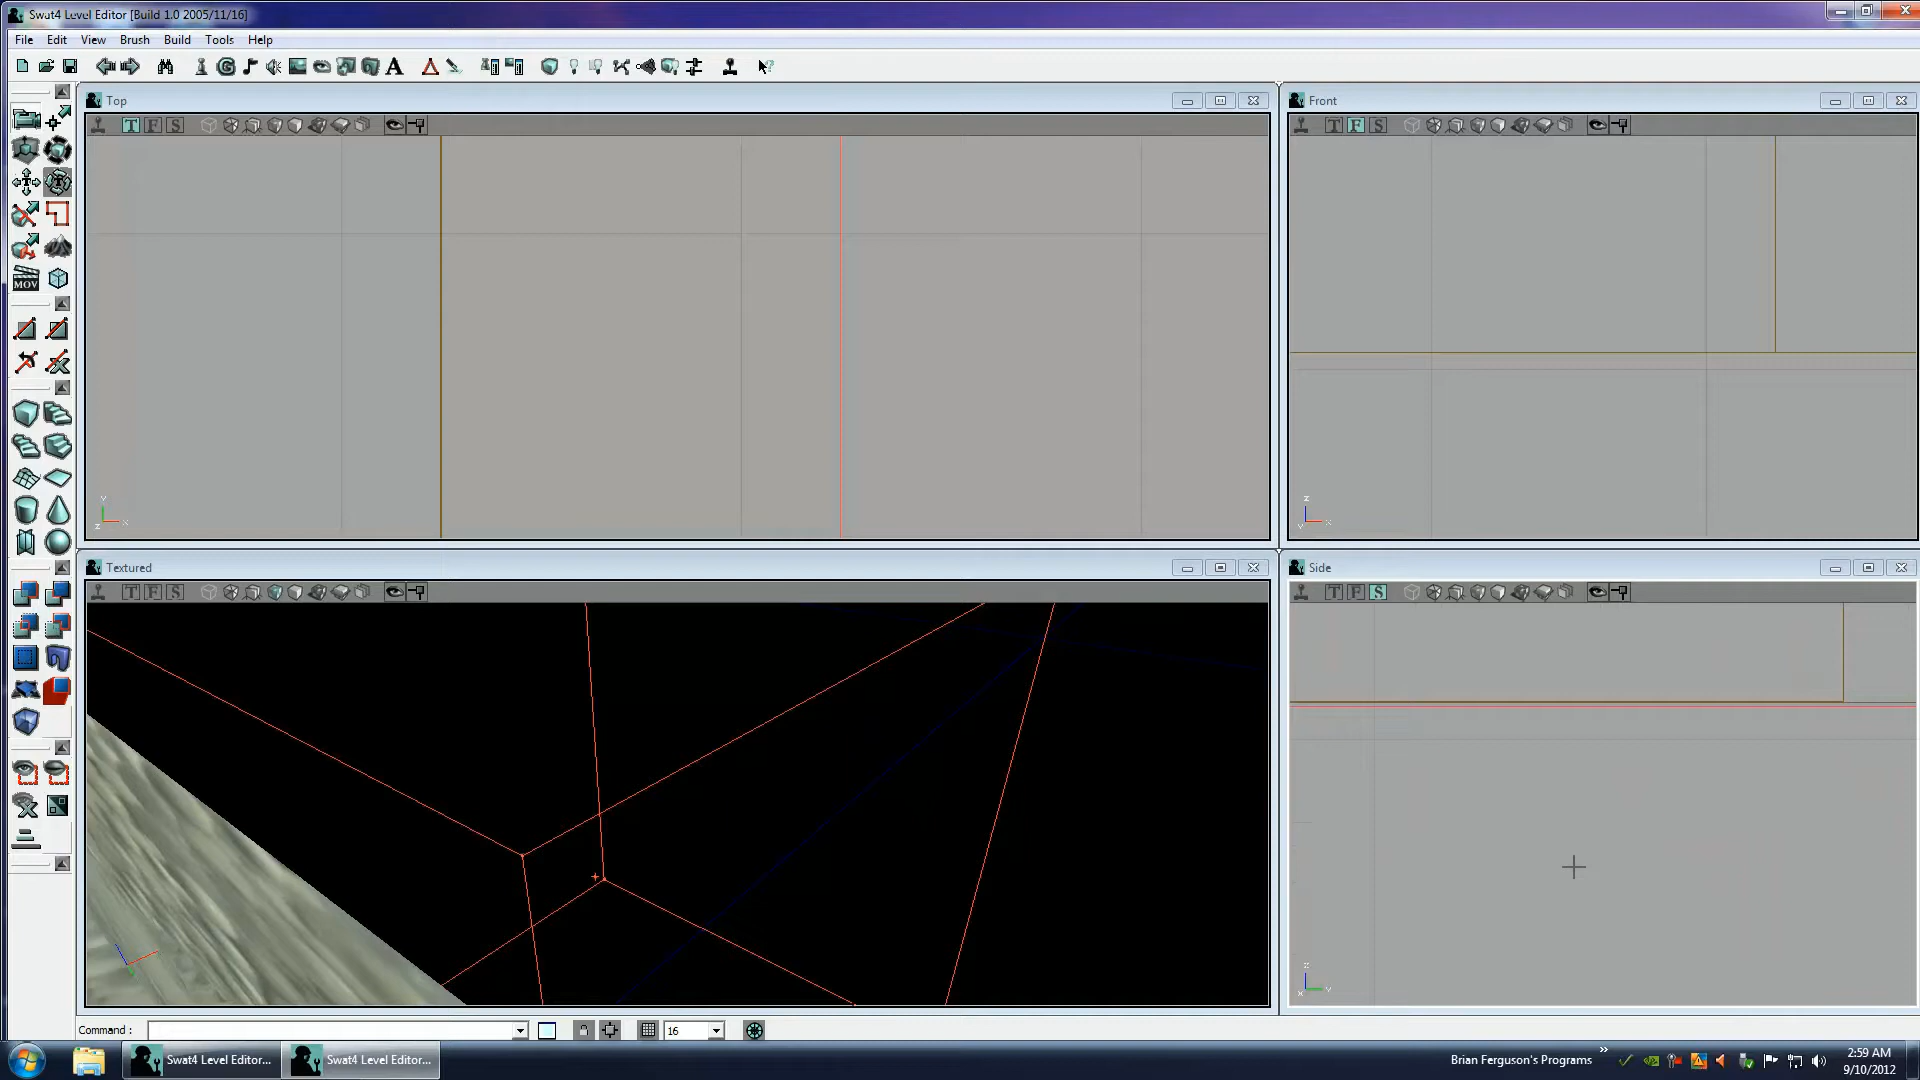 Swat4 Level Editor [Build 1.0 2005/11/16]
File Edit View Brush Build Tools Help
Top
Front
T F S
T F S
MOV
Y
Z X
Z
Y X
Textured
Side
T F S
T F S
Z
X Y
Command :
16
Swat4 Level Editor...
Swat4 Level Editor...
Brian Ferguson's Programs
2:59 AM
9/10/2012